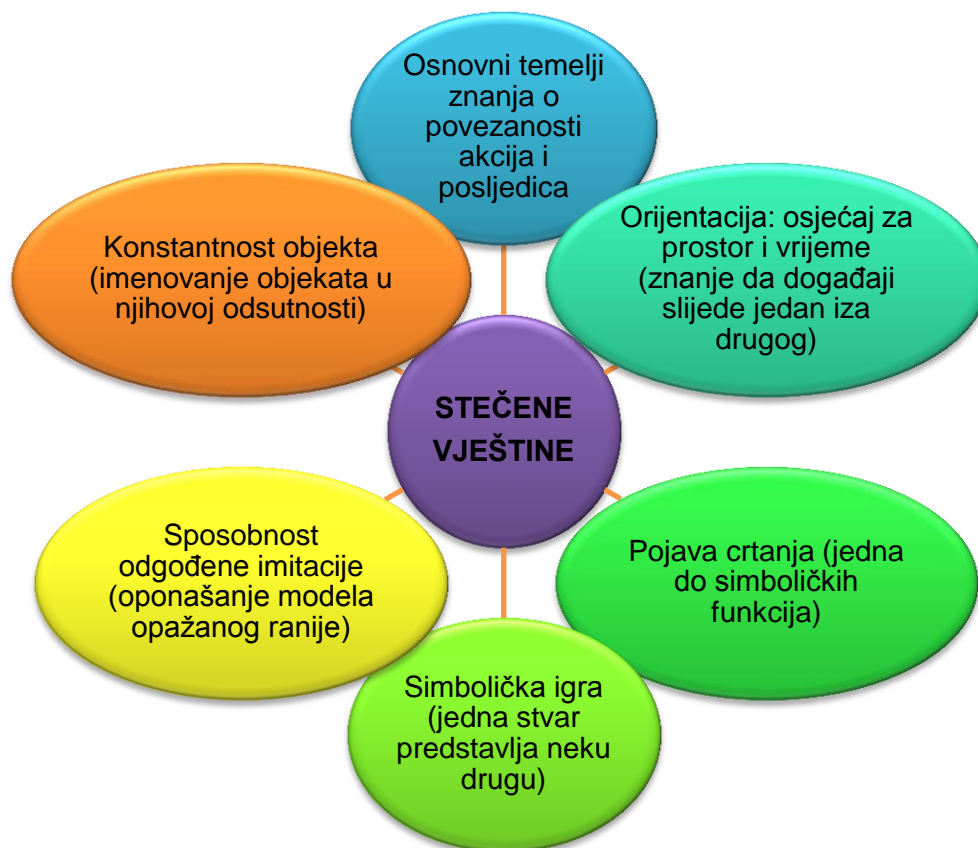 Osnovni temelji
znanja o
povezanosti
akcija i
posljedica
Orijentacija: osjećaj za
prostor i vrijeme
(znanje da događaji
slijede jedan iza
drugog)
Pojava crtanja (jedna
do simboličkih
funkcija)
Simbolička igra
(jedna stvar
predstavlja neku
drugu)
Sposobnost
odgođene imitacije
(oponašanje modela
opažanog ranije)
Konstantnost objekta
(imenovanje objekata u
njihovoj odsutnosti)
STEČENE
VJEŠTINE